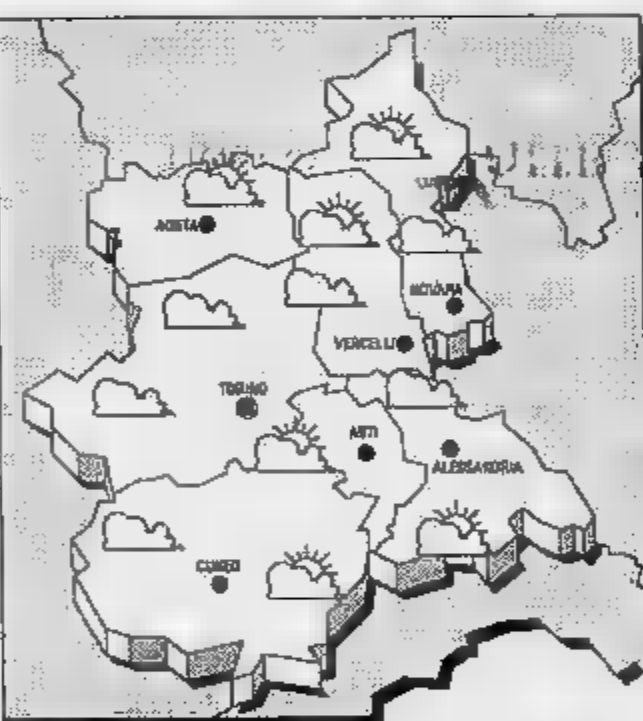 AOSTA
NOVARA
VERCELLI
TORINO
ASTI
ALESSANDRIA
CUNEO